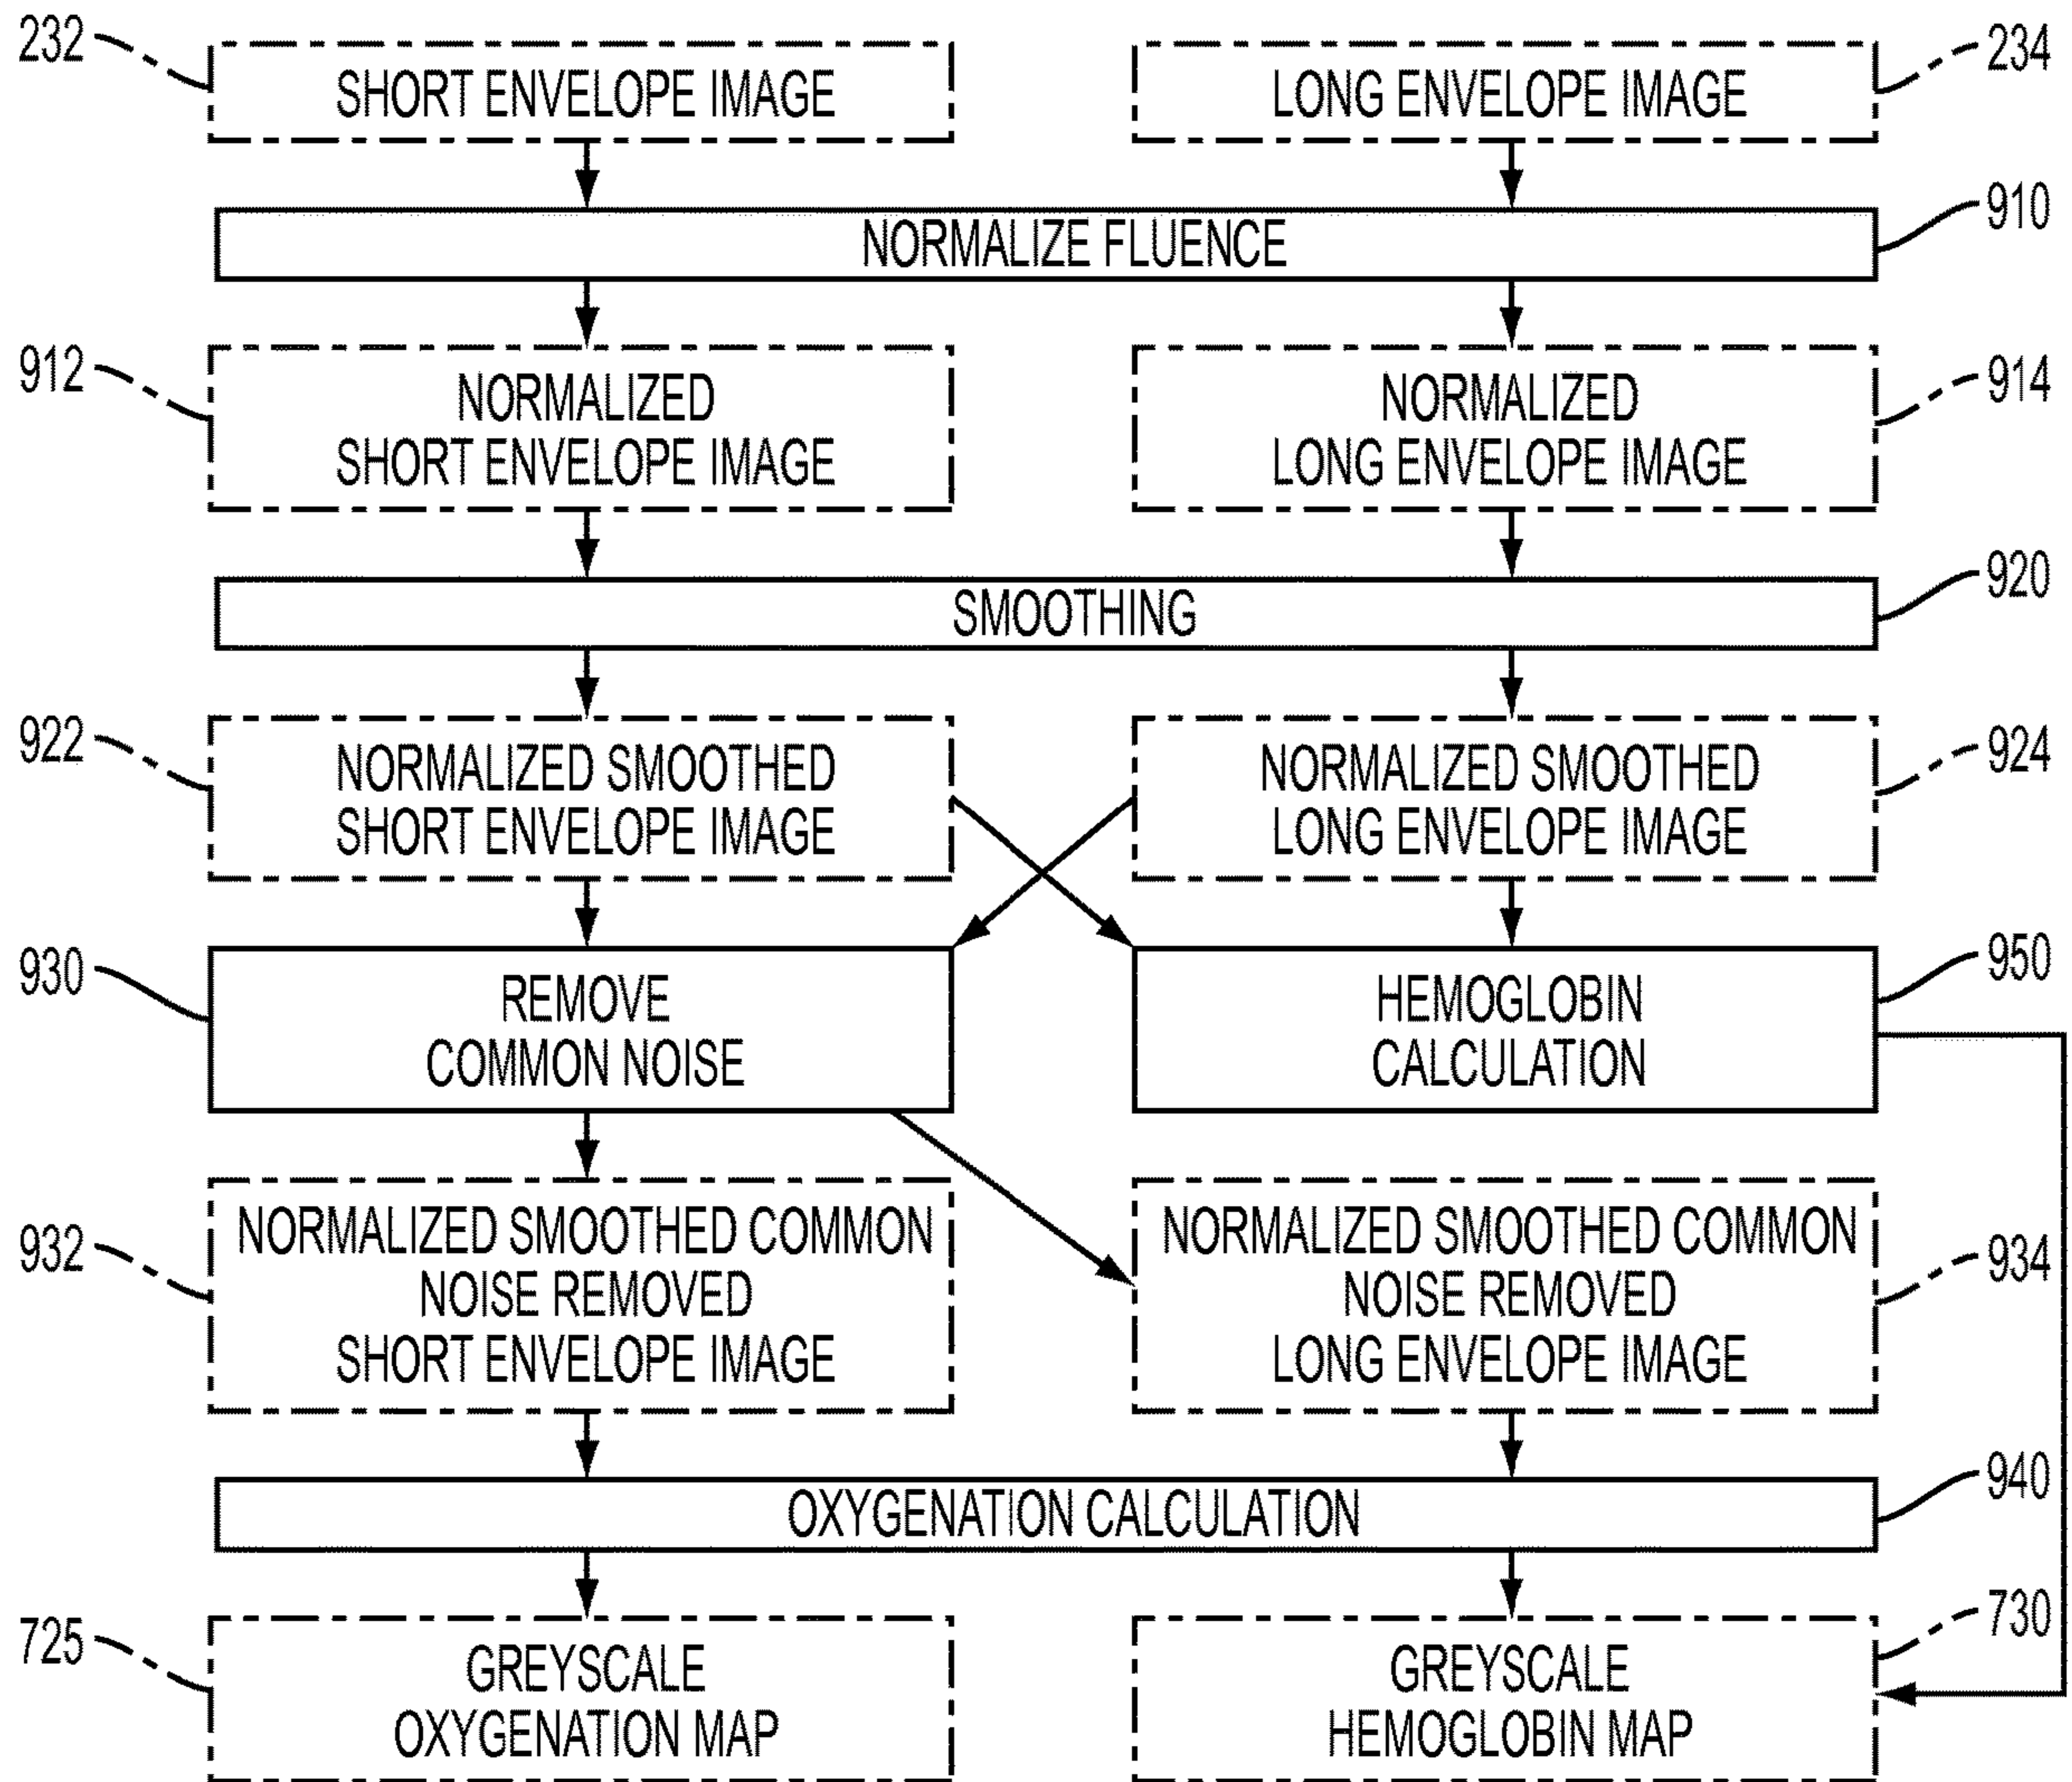 232
SHORT ENVELOPE IMAGE
LONG ENVELOPE IMAGE
234
NORMALIZE FLUENCE
910
912
NORMALIZED
SHORT ENVELOPE IMAGE
NORMALIZED
LONG ENVELOPE IMAGE
914
SMOOTHING
920
922
NORMALIZED SMOOTHED
SHORT ENVELOPE IMAGE
NORMALIZED SMOOTHED
LONG ENVELOPE IMAGE
924
930
REMOVE
COMMON NOISE
HEMOGLOBIN
CALCULATION
950
932
NORMALIZED SMOOTHED COMMON
NOISE REMOVED
SHORT ENVELOPE IMAGE
NORMALIZED SMOOTHED COMMON
NOISE REMOVED
LONG ENVELOPE IMAGE
934
OXYGENATION CALCULATION
940
725
GREYSCALE
OXYGENATION MAP
GREYSCALE
HEMOGLOBIN MAP
730